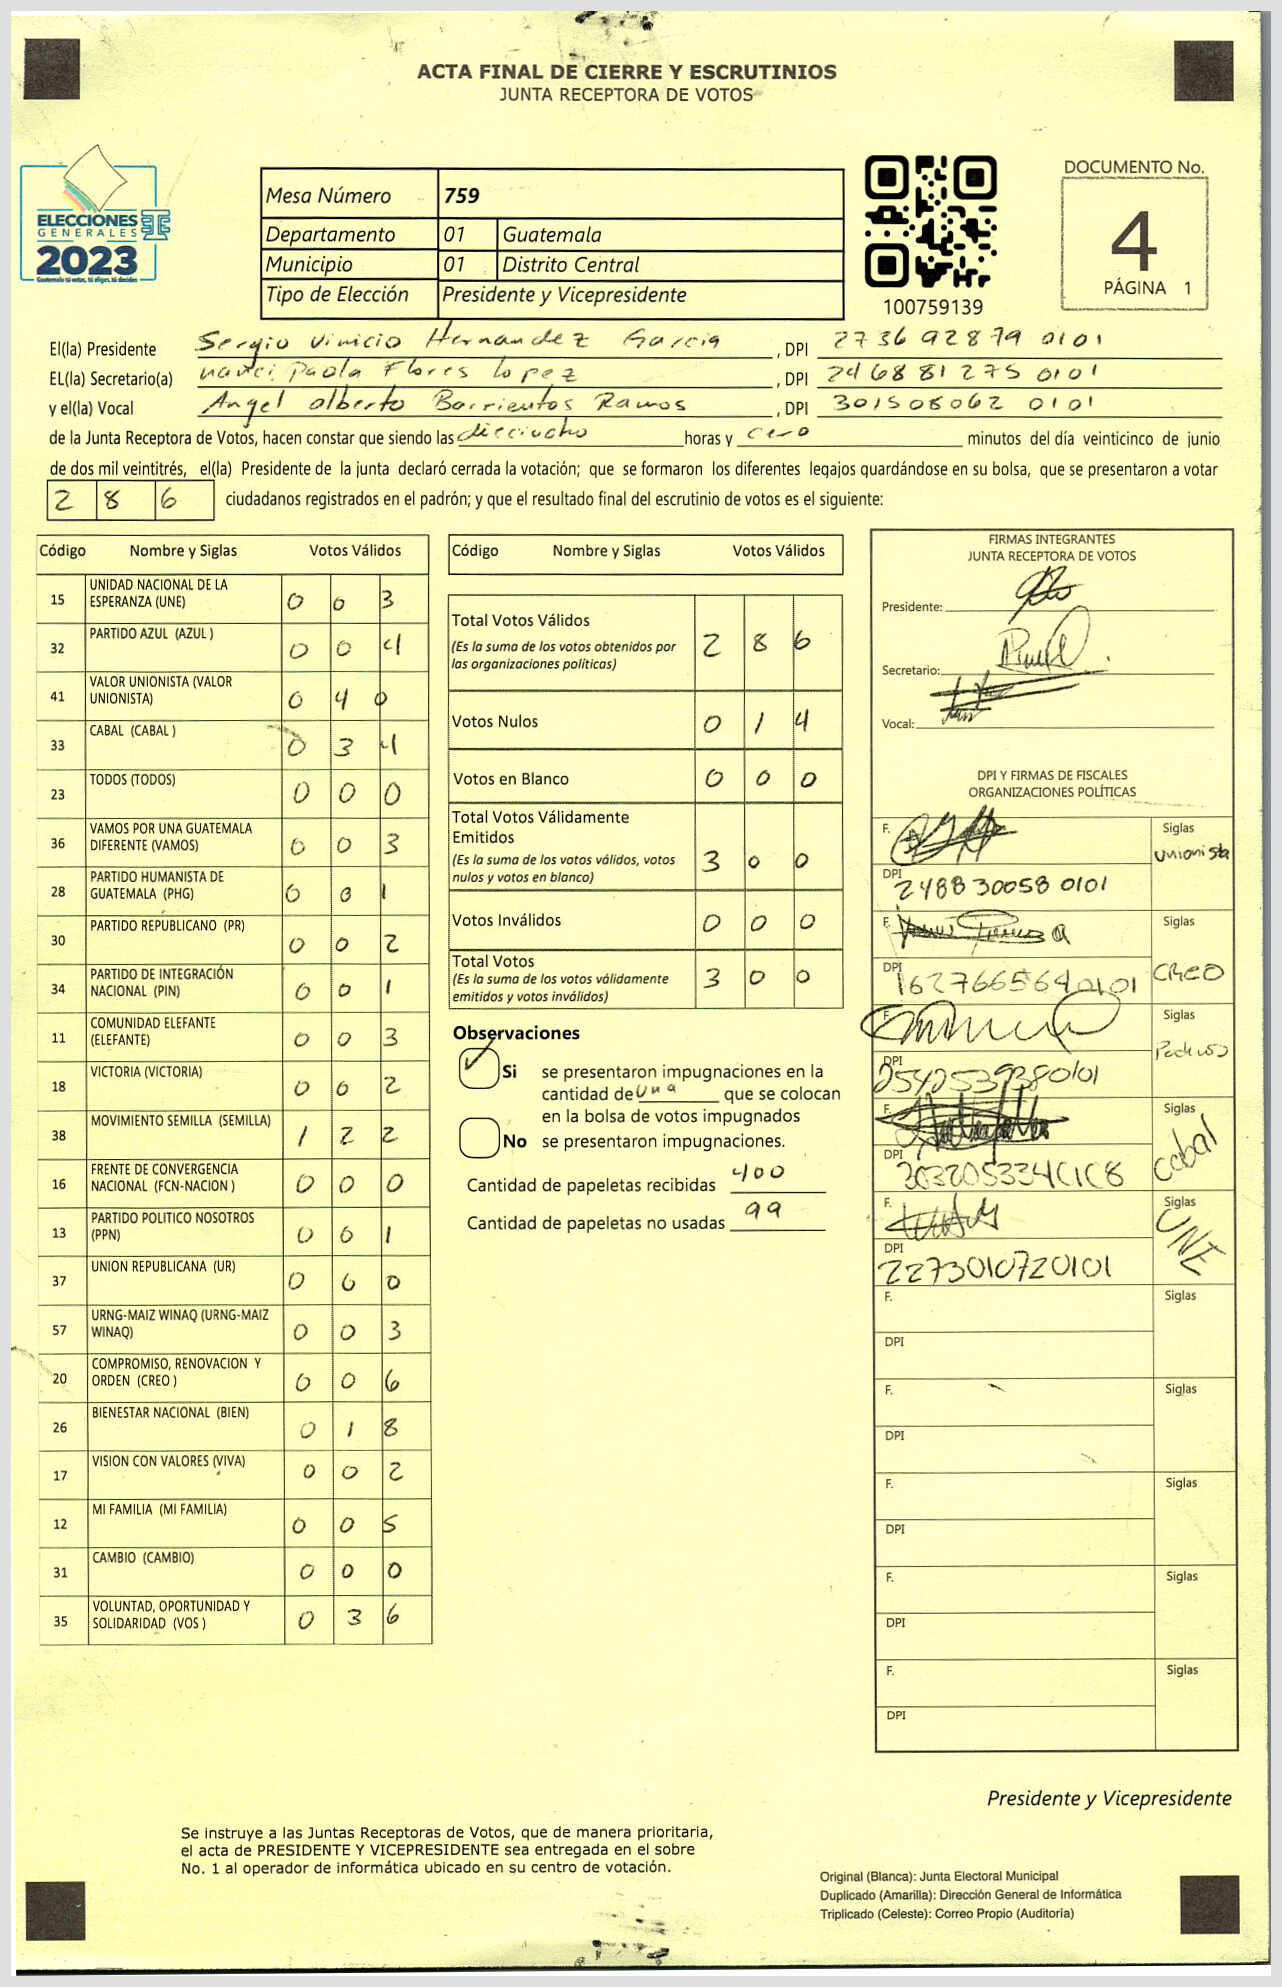 ACTA FINAL DE CIERRE Y ESCRUTINIOS
JUNTA RECEPTORA DE VOTOS
ELECCIONES
GENERALES
2023
Guatemala tú votas, tú eliges, tú decides
Mesa Número 759
Departamento 01 Guatemala
Municipio 01 Distrito Central
Tipo de Elección Presidente y Vicepresidente
100759139
DOCUMENTO No.
4
PÁGINA 1
El(la) Presidente Sergio Vinicio Hernandez Garcia , DPI 273692879 0101
EL(la) Secretario(a) Paola Flores Lopez , DPI 246881275 0101
y el(la) Vocal Angel alberto Barrientos Ramos , DPI 301508062 0101
de la Junta Receptora de Votos, hacen constar que siendo las dieciocho horas y cero minutos del día veinticinco de junio
de dos mil veintitrés, el(la) Presidente de la junta declaró cerrada la votación; que se formaron los diferentes legajos quardándose en su bolsa, que se presentaron a votar
2 8 6 ciudadanos registrados en el padrón; y que el resultado final del escrutinio de votos es el siguiente:
Código Nombre y Siglas Votos Válidos
15 UNIDAD NACIONAL DE LA ESPERANZA (UNE) 0 0 3
32 PARTIDO AZUL (AZUL ) 0 0 4
41 VALOR UNIONISTA (VALOR UNIONISTA) 0 4 0
33 CABAL (CABAL ) 0 3 4
23 TODOS (TODOS) 0 0 0
36 VAMOS POR UNA GUATEMALA DIFERENTE (VAMOS) 0 0 3
28 PARTIDO HUMANISTA DE GUATEMALA (PHG) 0 0 1
30 PARTIDO REPUBLICANO (PR) 0 0 2
34 PARTIDO DE INTEGRACIÓN NACIONAL (PIN) 0 0 1
11 COMUNIDAD ELEFANTE (ELEFANTE) 0 0 3
18 VICTORIA (VICTORIA) 0 0 2
38 MOVIMIENTO SEMILLA (SEMILLA) 1 2 2
16 FRENTE DE CONVERGENCIA NACIONAL (FCN-NACION ) 0 0 0
13 PARTIDO POLITICO NOSOTROS (PPN) 0 0 1
37 UNION REPUBLICANA (UR) 0 0 0
57 URNG-MAIZ WINAQ (URNG-MAIZ WINAQ) 0 0 3
20 COMPROMISO, RENOVACION Y ORDEN (CREO ) 0 0 6
26 BIENESTAR NACIONAL (BIEN) 0 1 8
17 VISION CON VALORES (VIVA) 0 0 2
12 MI FAMILIA (MI FAMILIA) 0 0 5
31 CAMBIO (CAMBIO) 0 0 0
35 VOLUNTAD, OPORTUNIDAD Y SOLIDARIDAD (VOS ) 0 3 6
Código Nombre y Siglas Votos Válidos
Total Votos Válidos 2 8 6
(Es la suma de los votos obtenidos por
las organizaciones políticas)
Votos Nulos 0 1 4
Votos en Blanco 0 0 0
Total Votos Válidamente
Emitidos 3 0 0
(Es la suma de los votos válidos, votos
nulos y votos en blanco)
Votos Inválidos 0 0 0
Total Votos 3 0 0
(Es la suma de los votos válidamente
emitidos y votos inválidos)
Observaciones
Si se presentaron impugnaciones en la
cantidad de una que se colocan
en la bolsa de votos impugnados
No se presentaron impugnaciones.
Cantidad de papeletas recibidas 400
Cantidad de papeletas no usadas 99
FIRMAS INTEGRANTES
JUNTA RECEPTORA DE VOTOS
Presidente:
Secretario:
Vocal:
DPI Y FIRMAS DE FISCALES
ORGANIZACIONES POLÍTICAS
F. Siglas
Unionista
DPI 248830058 0101
F. Siglas
CREO
DPI 1627665640101
F. Siglas
DPI 2542539380101
F. Siglas
Cabal
DPI
F. Siglas
UNE
DPI 2273010720101
F. Siglas
DPI
F. Siglas
DPI
F. Siglas
DPI
F. Siglas
DPI
F. Siglas
DPI
Presidente y Vicepresidente
Se instruye a las Juntas Receptoras de Votos, que de manera prioritaria,
el acta de PRESIDENTE Y VICEPRESIDENTE sea entregada en el sobre
No. 1 al operador de informática ubicado en su centro de votación.
Original (Blanca): Junta Electoral Municipal
Duplicado (Amarilla): Dirección General de Informática
Triplicado (Celeste): Correo Propio (Auditoria)